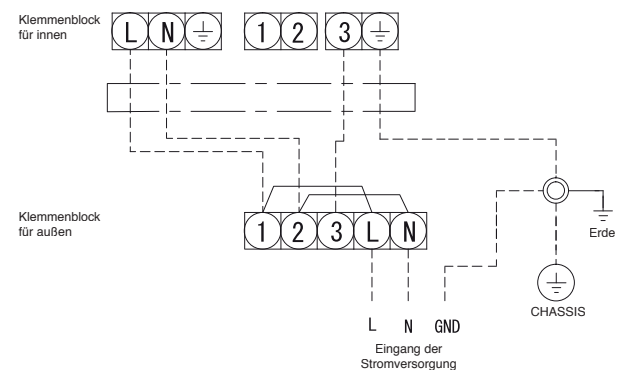 Klemmenblock
für innen
L N 1 2 3
Klemmenblock
für außen
1 2 3 L N
Erde
CHASSIS
L N GND
Eingang der
Stromversorgung